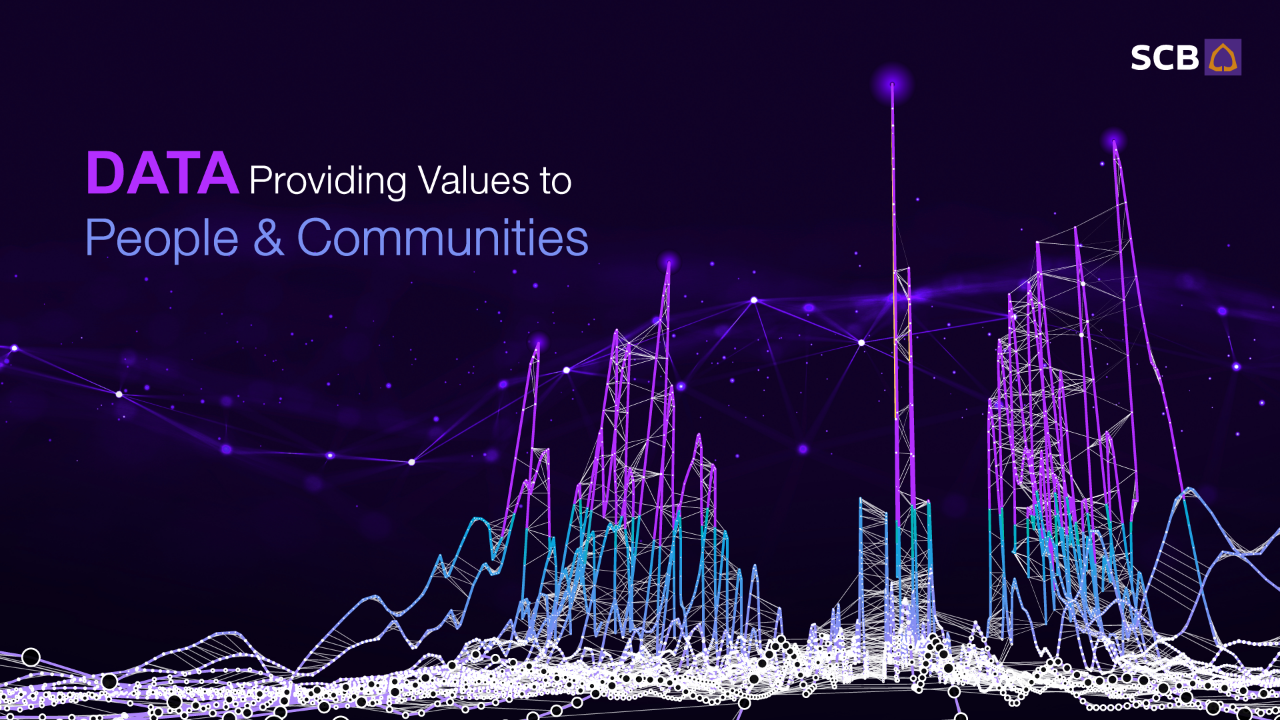 SCB
DATA Providing Values to
People & Communities